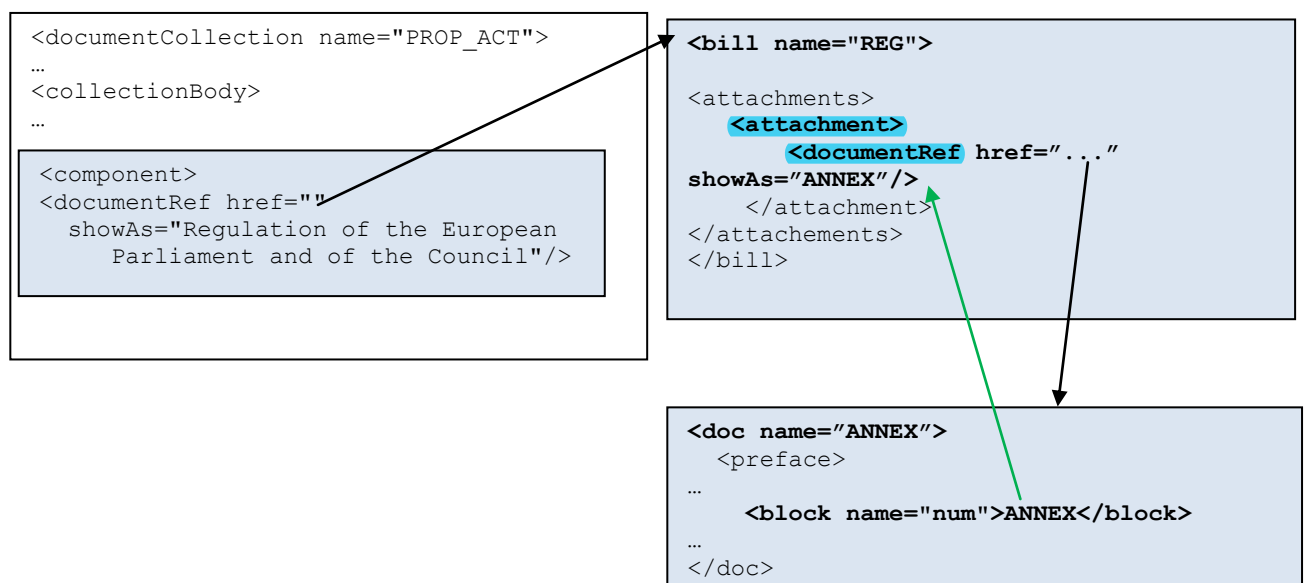 <documentCollection name="PROP_ACT">
…
<collectionBody>
…
<component>
<documentRef href=""
showAs="Regulation of the European
Parliament and of the Council"/>
<bill name="REG">
<attachments>
<attachment>
<documentRef href=”..."
showAs=”ANNEX”/>
</attachment>
</attachements>
</bill>
<doc name=”ANNEX”>
<preface>
…
<block name="num">ANNEX</block>
…
</doc>